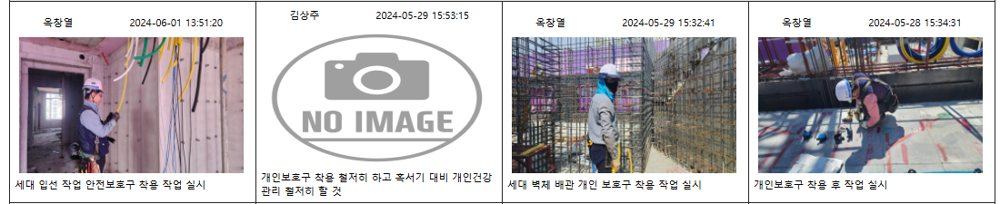 옥창열 2024-06-01 13:51:20
세대 입선 작업 안전보호구 착용 작업 실시
김상주 2024-05-29 15:53:15
NO IMAGE
개인보호구 착용 철저히 하고 혹서기 대비 개인건강
관리 철저히 할 것
옥창열 2024-05-29 15:32:41
세대 벽체 배관 개인 보호구 착용 작업 실시
옥창열 2024-05-28 15:34:31
개인보호구 착용 후 작업 실시